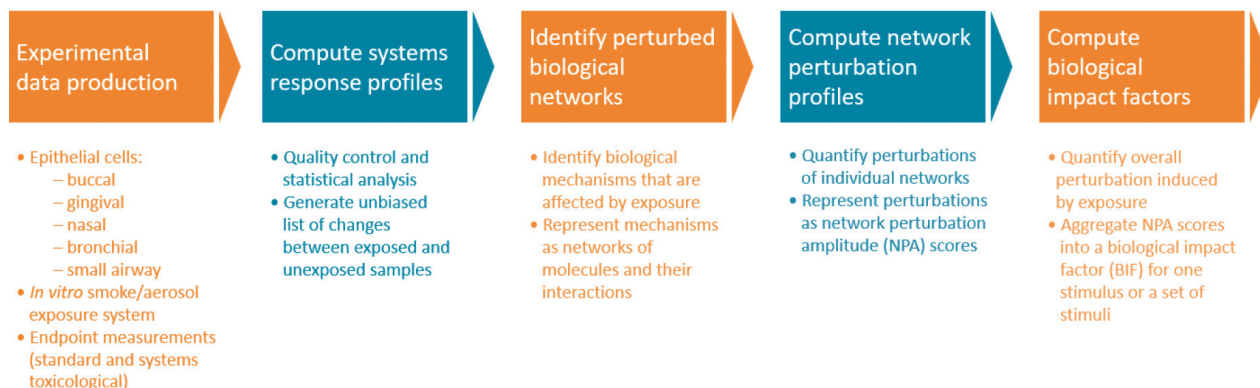 Experimental
data production
Compute systems
response profiles
Identify perturbed
biological
networks
Compute network
perturbation
profiles
Compute
biological
impact factors
• Epithelial cells:
– buccal
– gingival
– nasal
– bronchial
– small airway
• In vitro smoke/aerosol
exposure system
• Endpoint measurements
(standard and systems
toxicological)
• Quality control and
statistical analysis
• Generate unbiased
list of changes
between exposed and
unexposed samples
• Identify biological
mechanisms that are
affected by exposure
• Represent mechanisms
as networks of
molecules and their
interactions
• Quantify perturbations
of individual networks
• Represent perturbations
as network perturbation
amplitude (NPA) scores
• Quantify overall
perturbation induced
by exposure
• Aggregate NPA scores
into a biological impact
factor (BIF) for one
stimulus or a set of
stimuli